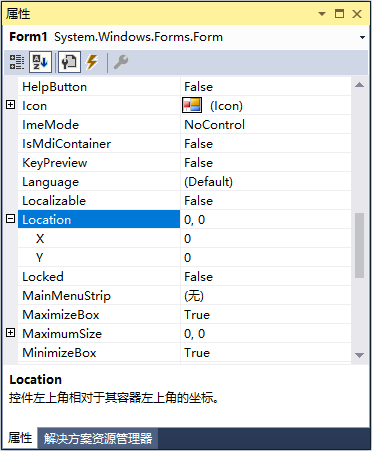 属性
Form1 System.Windows.Forms.Form
HelpButton False
Icon (Icon)
ImeMode NoControl
IsMdiContainer False
KeyPreview False
Language (Default)
Localizable False
Location 0, 0
X 0
Y 0
Locked False
MainMenuStrip (无)
MaximizeBox True
MaximumSize 0, 0
MinimizeBox True
Location
控件左上角相对于其容器左上角的坐标。
属性 解决方案资源管理器